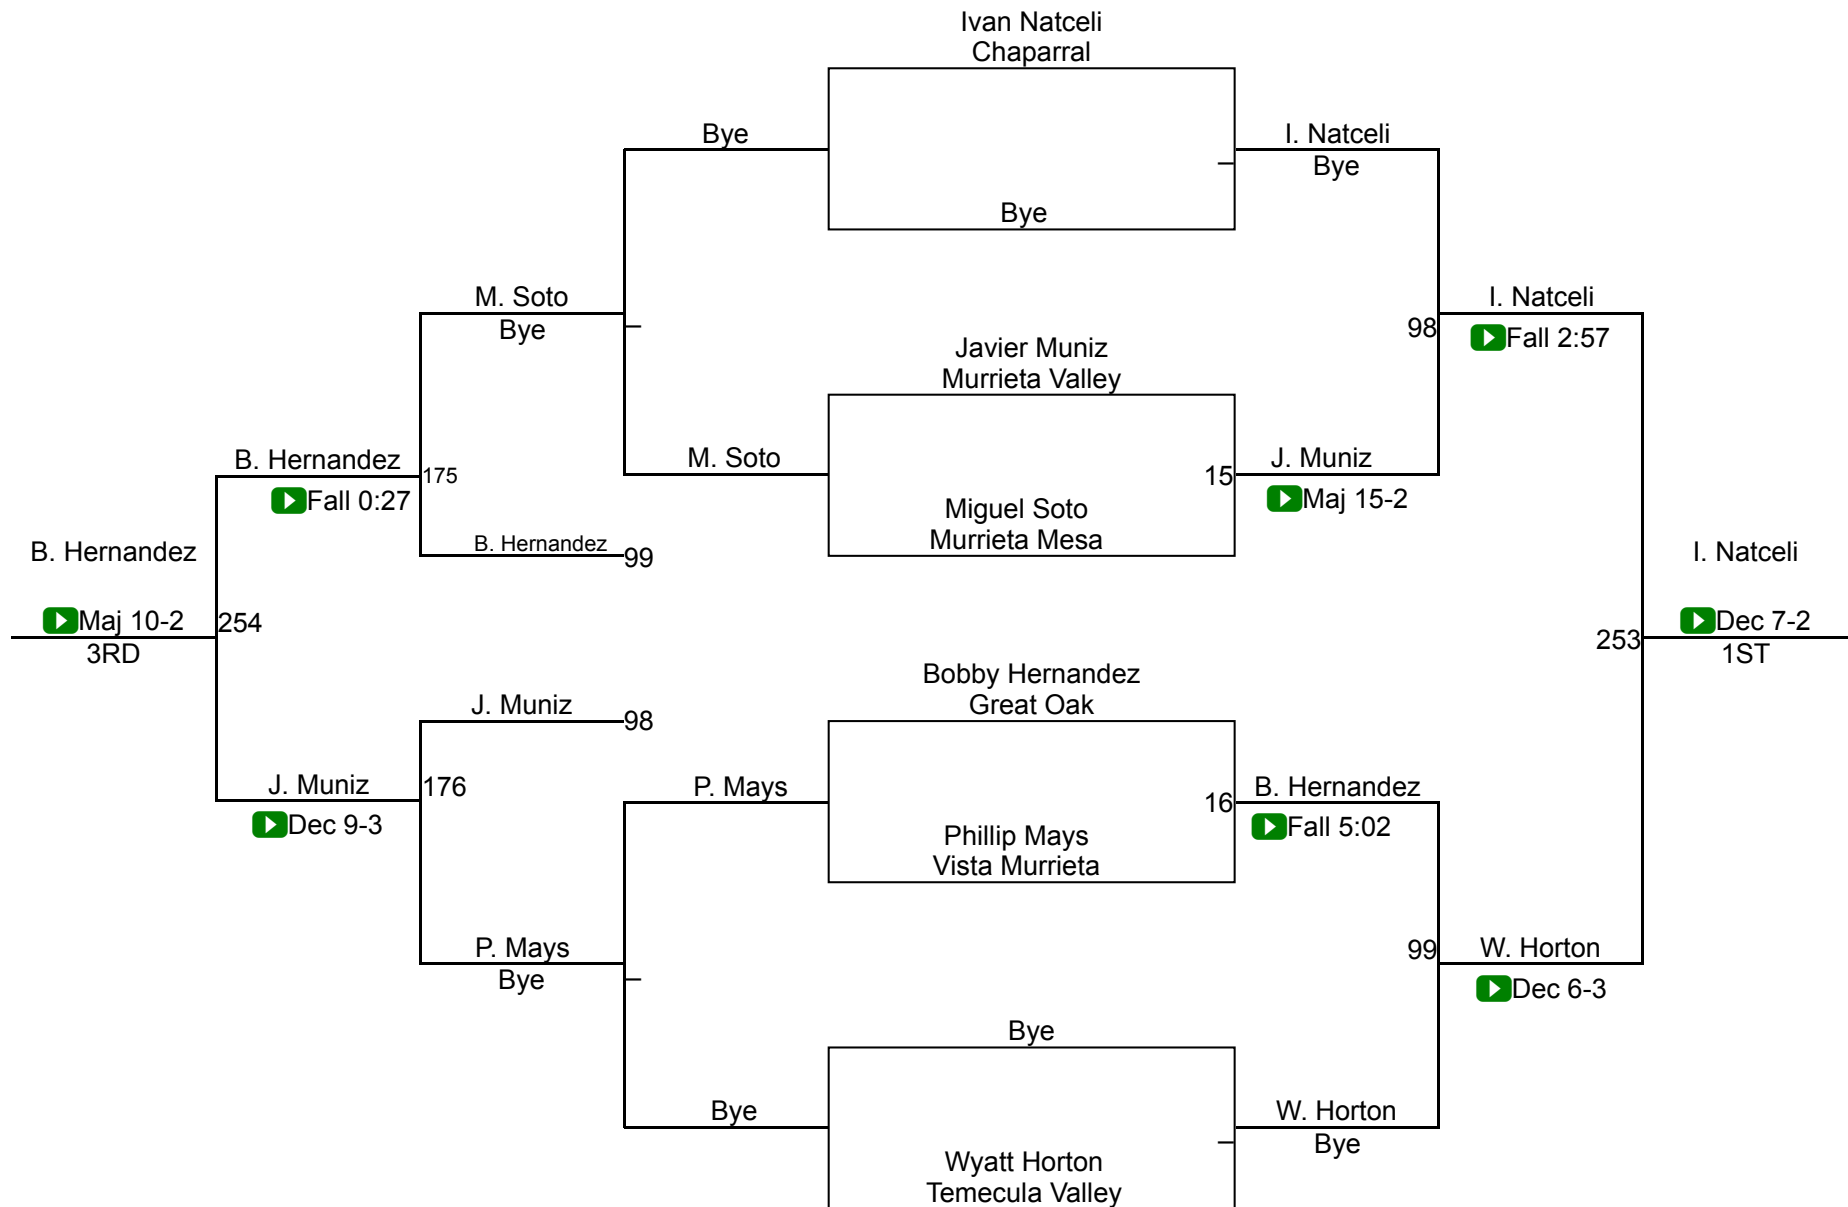 Ivan Natceli
Chaparral
Bye
I. Natceli
Bye
Bye
M. Soto
Bye
I. Natceli
98
Fall 2:57
Javier Muniz
Murrieta Valley
B. Hernandez
175
M. Soto
15
J. Muniz
Fall 0:27
Maj 15-2
Miguel Soto
Murrieta Mesa
B. Hernandez
99
B. Hernandez
I. Natceli
Maj 10-2
254
3RD
253
Dec 7-2
1ST
Bobby Hernandez
Great Oak
J. Muniz
98
J. Muniz
176
P. Mays
16
B. Hernandez
Dec 9-3
Fall 5:02
Phillip Mays
Vista Murrieta
P. Mays
Bye
99
W. Horton
Dec 6-3
Bye
Bye
W. Horton
Bye
Wyatt Horton
Temecula Valley